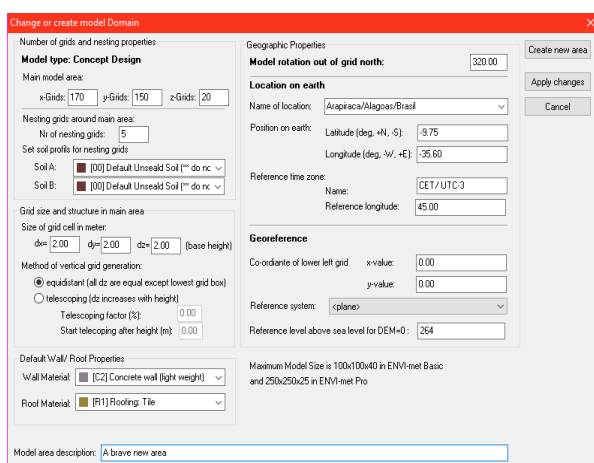 Change or create model Domain
Number of grids and nesting properties
Model type: Concept Design
Main model area:
x-Grids: 170 y-Grids: 150 z-Grids: 20
Nesting grids around main area:
Nr of nesting grids: 5
Set soil profils for nesting grids
Soil A: [00] Default Unseald Soil (** do nc
Soil B: [00] Default Unseald Soil (** do nc
Grid size and structure in main area
Size of grid cell in meter:
dx= 2.00 dy= 2.00 dz= 2.00 (base height)
Method of vertical grid generation:
equidistant (all dz are equal except lowest grid box)
telescoping (dz increases with height)
Telescoping factor (%): 0.00
Start telecoping after height (m): 0.00
Default Wall/ Roof Properties
Wall Material: [C2] Concrete wall (light weight)
Roof Material: [R1] Roofing: Tile
Geographic Properties
Model rotation out of grid north: 320.00
Location on earth
Name of location: Arapiraca/Alagoas/Brasil
Position on earth: Latitude (deg, +N, -S): -9.75
Longitude (deg, -W, +E): -35.60
Reference time zone:
Name: CET/ UTC-3
Reference longitude: 45.00
Georeference
Co-ordiante of lower left grid x-value: 0.00
y-value: 0.00
Reference system: <plane>
Reference level above sea level for DEM=0 : 264
Maximum Model Size is 100x100x40 in ENVI-met Basic
and 250x250x25 in ENVI-met Pro
Create new area
Apply changes
Cancel
Model area description: A brave new area